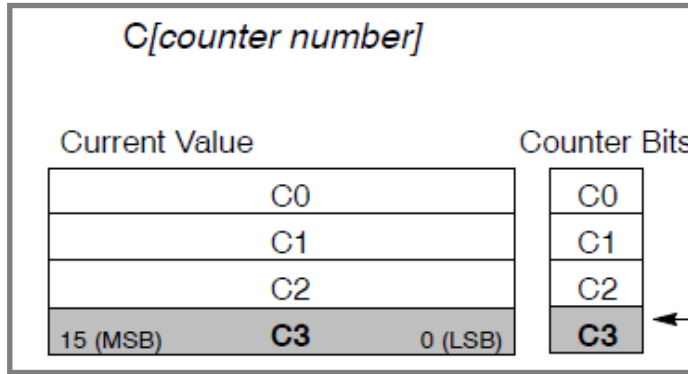 C[counter number]
Current Value Counter Bits
C0 C0
C1 C1
C2 C2
15 (MSB) C3 0 (LSB) C3